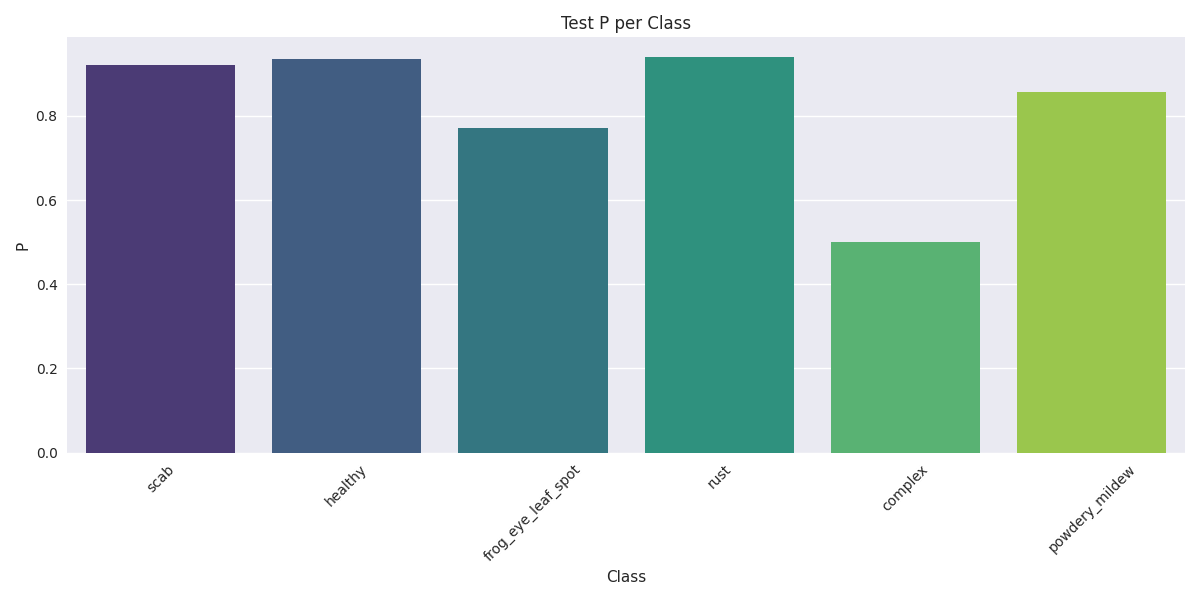 Test P per Class
P
0.8
0.6
0.4
0.2
0.0
scab
healthy
frog_eye_leaf_spot
rust
complex
powdery_mildew
Class